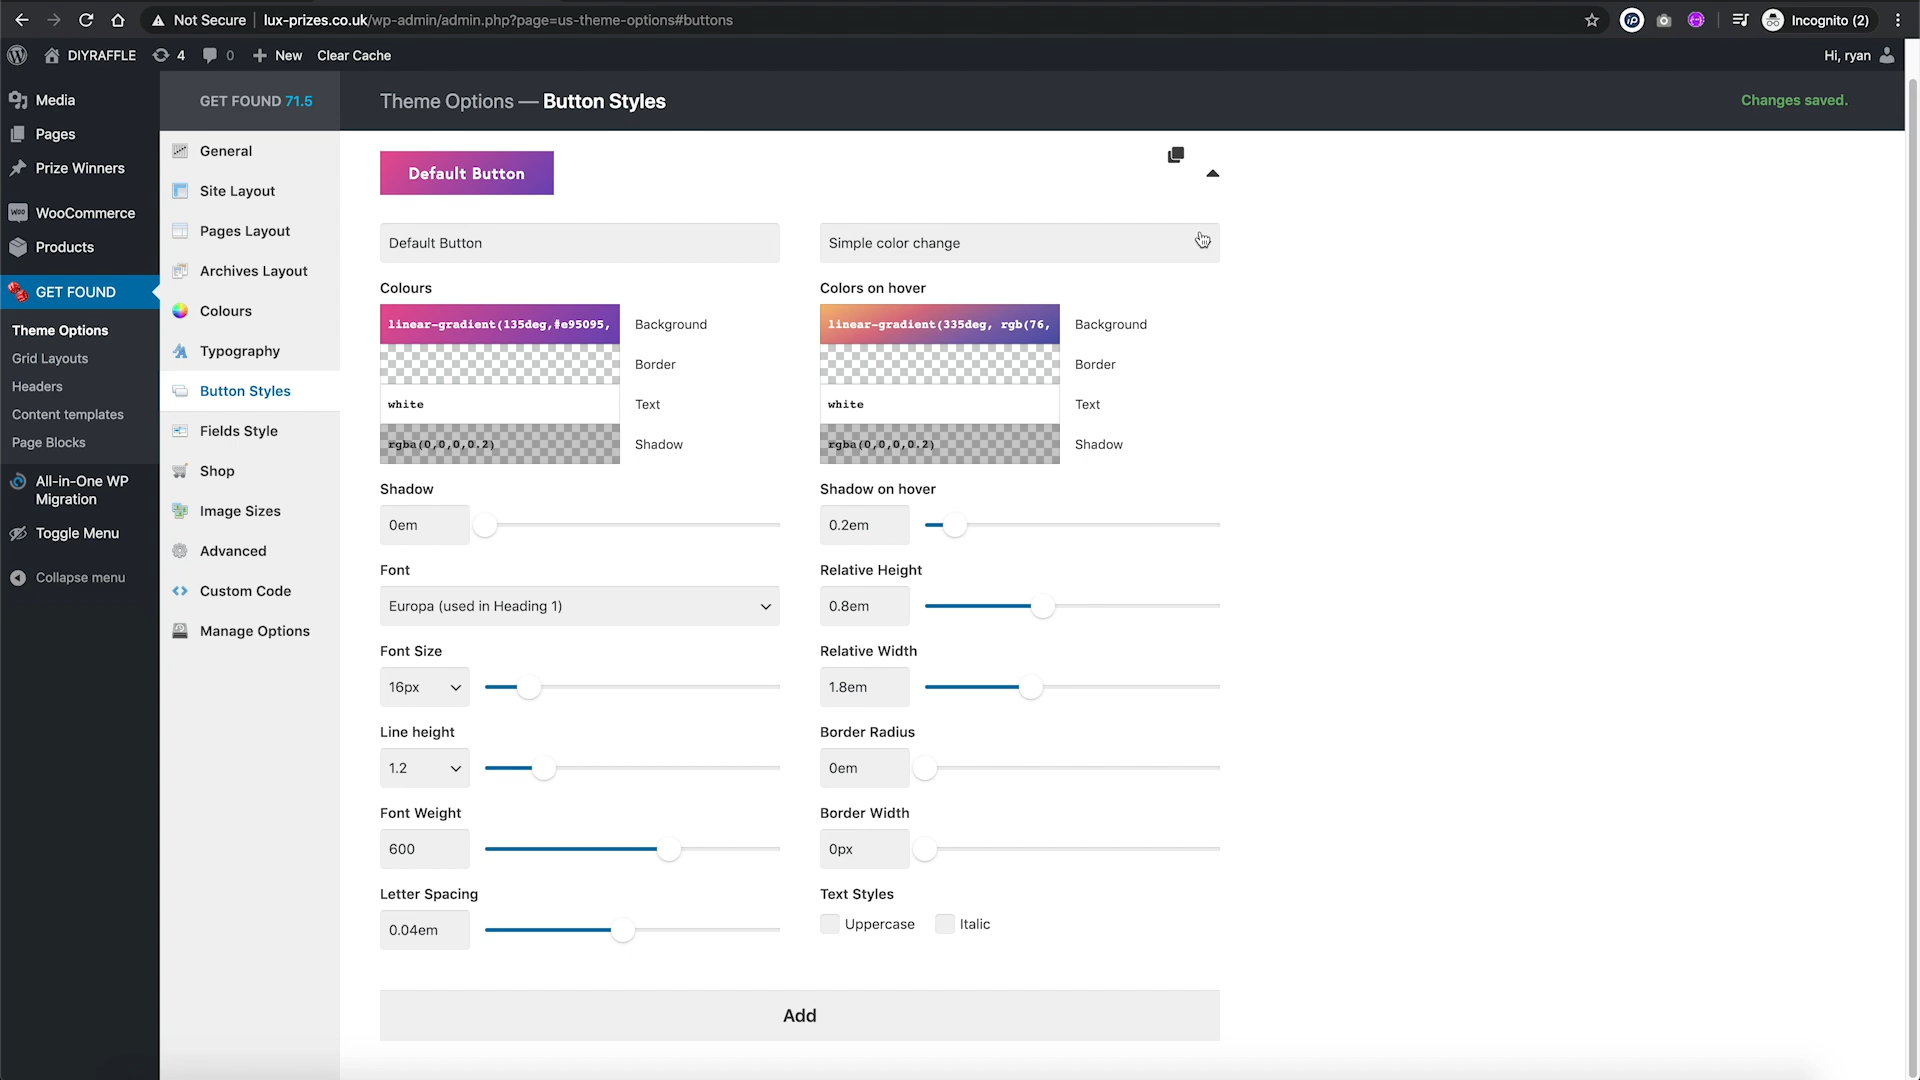 Not Secure
lux-prizes.co.uk/wp-admin/admin.php?page=us-theme-options#buttons
Incognito (2)
DIYRAFFLE
4
0
New
Clear Cache
Hi, ryan
Media
Pages
Prize Winners
WooCommerce
Products
GET FOUND
Theme Options
Grid Layouts
Headers
Content templates
Page Blocks
All-in-One WP
Migration
Toggle Menu
Collapse menu
GET FOUND 71.5
General
Site Layout
Pages Layout
Archives Layout
Colours
Typography
Button Styles
Fields Style
Shop
Image Sizes
Advanced
Custom Code
Manage Options
Theme Options — Button Styles
Changes saved.
Default Button
Default Button
Simple color change
Colours
linear-gradient(135deg,#e95095,
Background
Border
white
Text
rgba(0,0,0,0.2)
Shadow
Colors on hover
linear-gradient(335deg, rgb(76,
Background
Border
white
Text
rgba(0,0,0,0.2)
Shadow
Shadow
0em
Shadow on hover
0.2em
Font
Europa (used in Heading 1)
Relative Height
0.8em
Font Size
16px
Relative Width
1.8em
Line height
1.2
Border Radius
0em
Font Weight
600
Border Width
0px
Letter Spacing
0.04em
Text Styles
Uppercase
Italic
Add